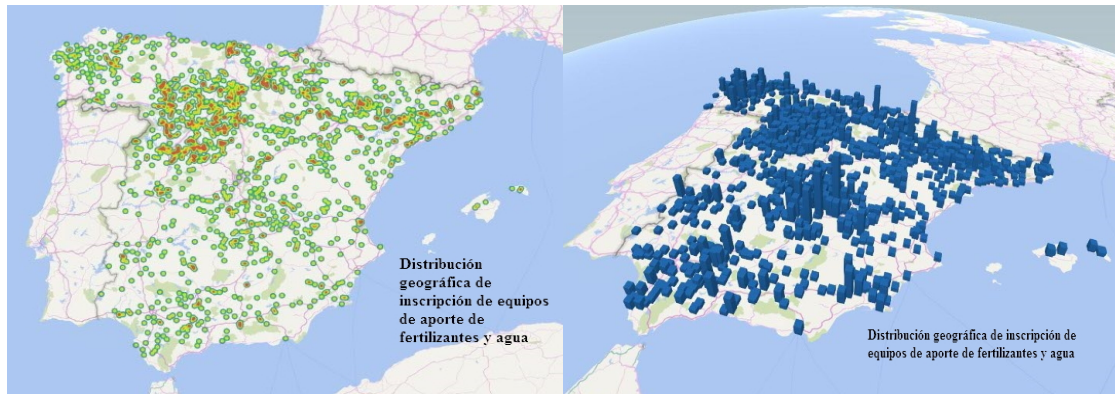 Distribución
geográfica de
inscripción de equipos
de aporte de
fertilizantes y agua
Distribución geográfica de inscripción de
equipos de aporte de fertilizantes y agua